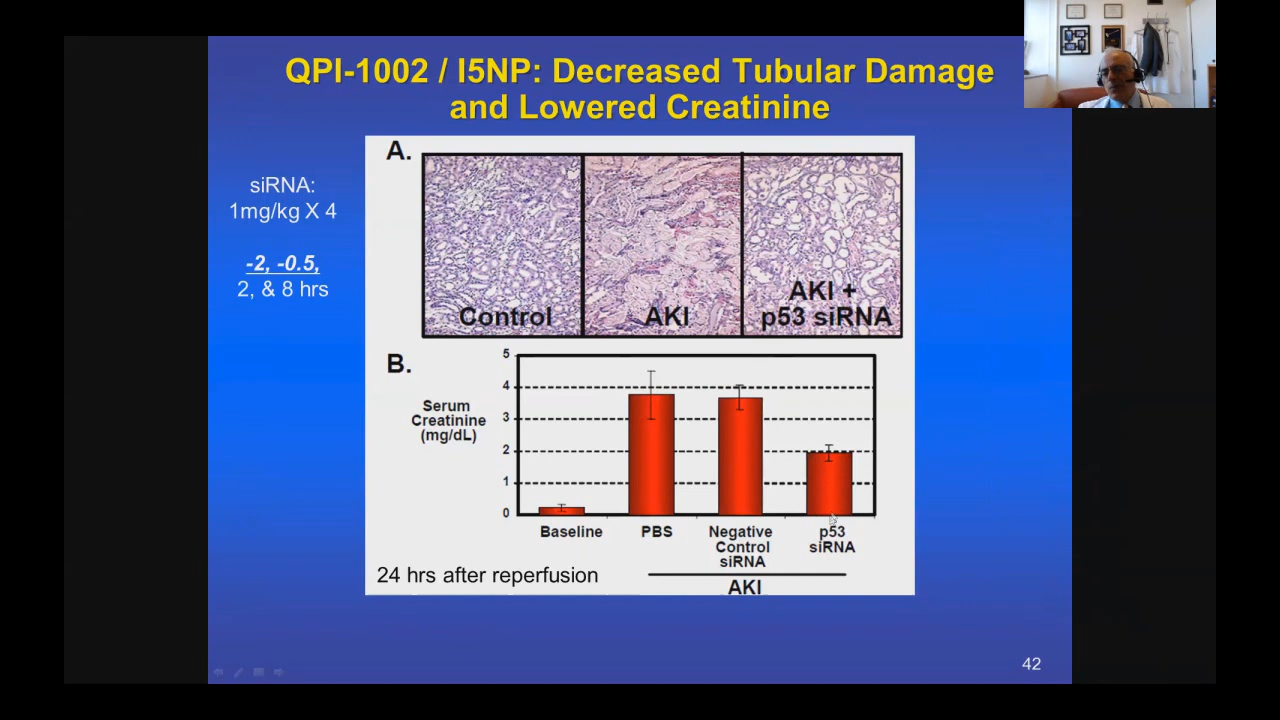 QPI-1002 / I5NP: Decreased Tubular Damage
and Lowered Creatinine
siRNA:
1mg/kg X 4
-2, -0.5,
2, & 8 hrs
A.
Control
AKI
AKI +
p53 siRNA
B.
Serum
Creatinine
(mg/dL)
5
4
3
2
1
0
Baseline
PBS
Negative
Control
siRNA
p53
siRNA
AKI
24 hrs after reperfusion
42